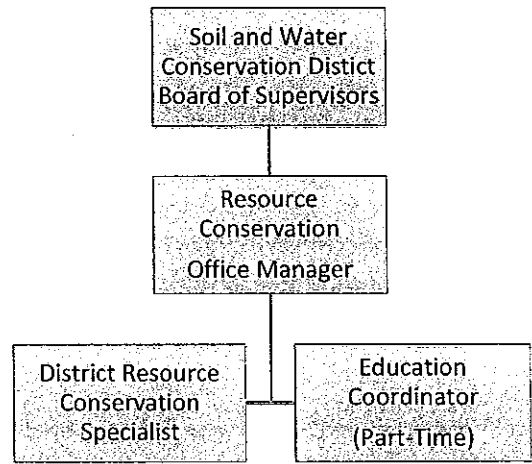 Soil and Water
Conservation Distict
Board of Supervisors
Resource
Conservation
Office Manager
District Resource
Conservation
Specialist
Education
Coordinator
(Part-Time)